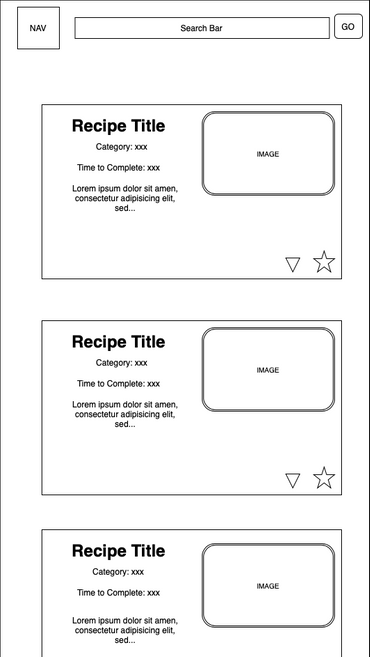 NAV
Search Bar
GO
Recipe Title
Category: xxx
Time to Complete: xxx
Lorem ipsum dolor sit amen,
consectetur adipisicing elit,
sed...
IMAGE
Recipe Title
Category: xxx
Time to Complete: xxx
Lorem ipsum dolor sit amen,
consectetur adipisicing elit,
sed...
IMAGE
Recipe Title
Category: xxx
Time to Complete: xxx
Lorem ipsum dolor sit amen,
consectetur adipisicing elit,
sed...
IMAGE